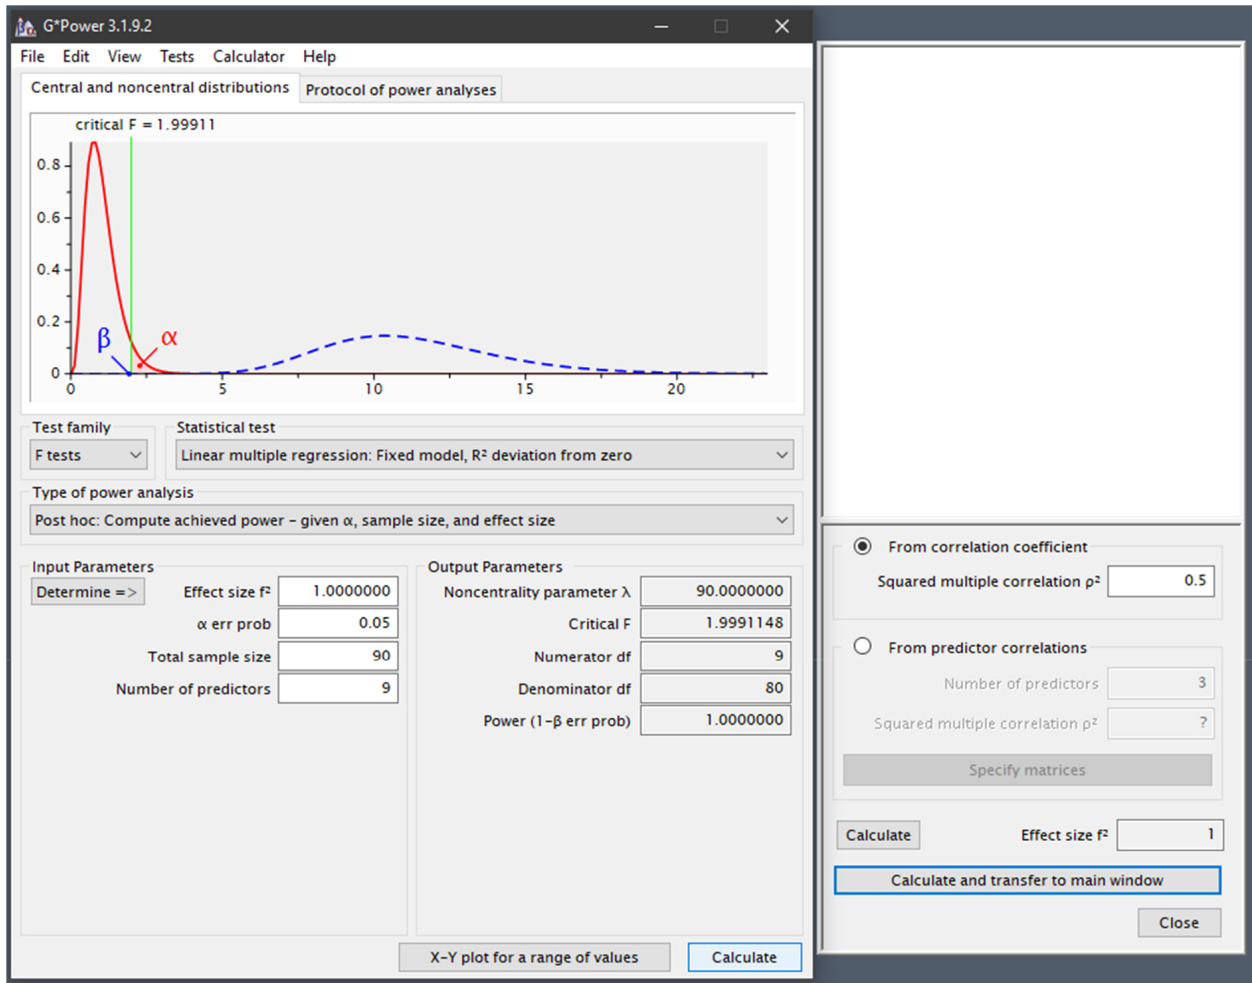 G*Power 3.1.9.2
File Edit View Tests Calculator Help
Central and noncentral distributions
Protocol of power analyses
critical F = 1.99911
0.8
0.6
0.4
0.2
0
β
α
0 5 10 15 20
Test family
F tests
Statistical test
Linear multiple regression: Fixed model, R² deviation from zero
Type of power analysis
Post hoc: Compute achieved power – given α, sample size, and effect size
Input Parameters
Determine =>
Effect size f² 1.0000000
α err prob 0.05
Total sample size 90
Number of predictors 9
Output Parameters
Noncentrality parameter λ 90.0000000
Critical F 1.9991148
Numerator df 9
Denominator df 80
Power (1-β err prob) 1.0000000
X-Y plot for a range of values
Calculate
From correlation coefficient
Squared multiple correlation ρ² 0.5
From predictor correlations
Number of predictors 3
Squared multiple correlation ρ² ?
Specify matrices
Calculate
Effect size f² 1
Calculate and transfer to main window
Close